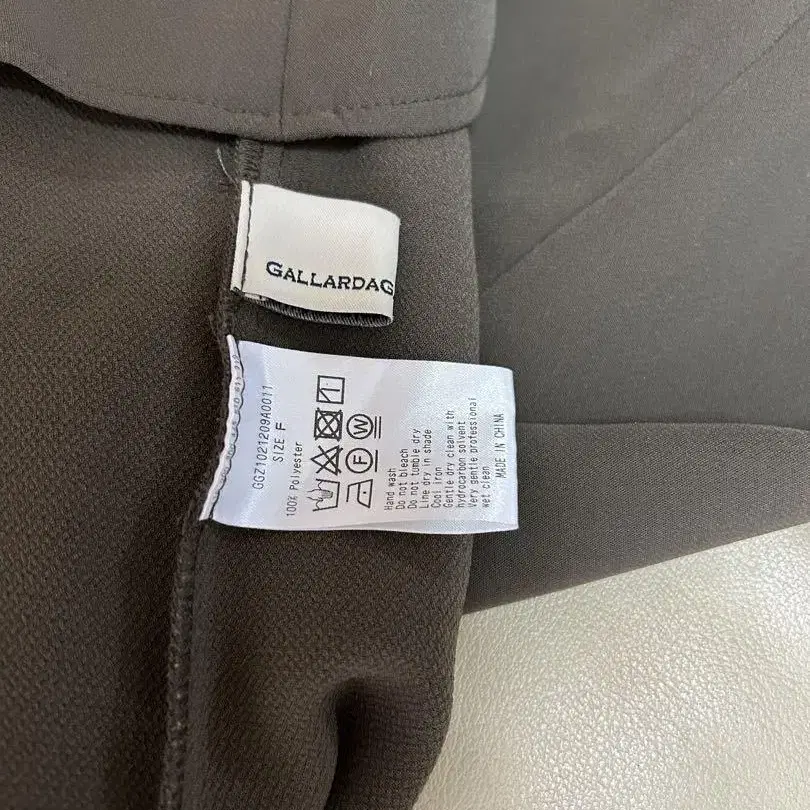 GALLARDAG
GGZ1021209A0011
SIZE F
100% Polyester
F W
Hand wash
Do not bleach
Do not tumble dry
Line dry in shade
Cool iron
Gentle dry clean with
hydrocarbon solvent
Very gentle professional
wet clean
MADE IN CHINA